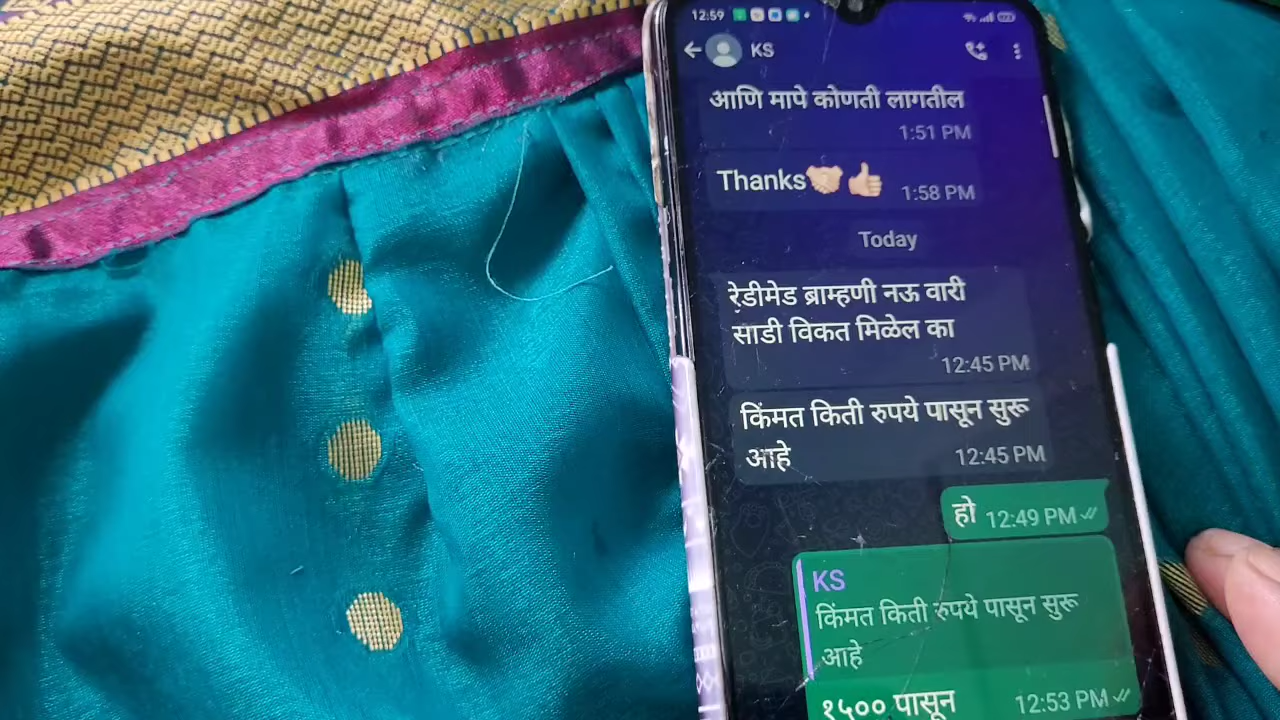 12:59
KS
आणि मापे कोणती लागतील
1:51 PM
Thanks🤝🏻👍🏻 1:58 PM
Today
रेडीमेड ब्राम्हणी नऊ वारी
साडी विकत मिळेल का
12:45 PM
किंमत किती रुपये पासून सुरू
आहे 12:45 PM
हो 12:49 PM
KS
किंमत किती रुपये पासून सुरू
आहे
१५०० पासून 12:53 PM